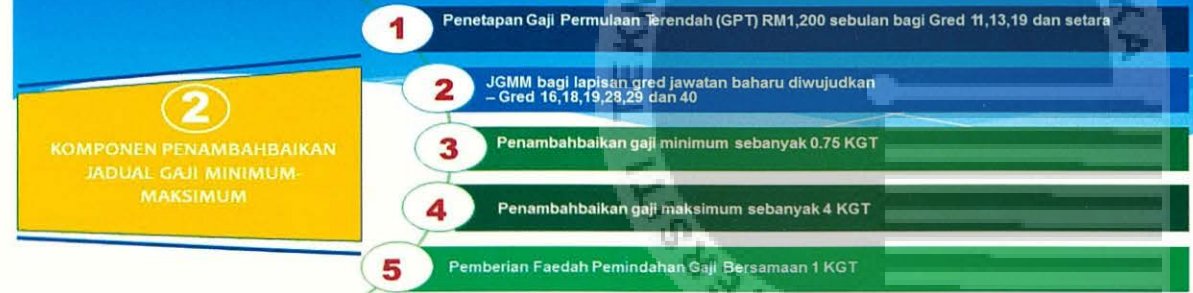 1
Penetapan Gaji Permulaan Terendah (GPT) RM1,200 sebulan bagi Gred 11,13,19 dan setara
2
KOMPONEN PENAMBAHBAIKAN
JADUAL GAJI MINIMUM-
MAKSIMUM
2
JGMM bagi lapisan gred jawatan baharu diwujudkan
– Gred 16,18,19,28,29 dan 40
3
Penambahbaikan gaji minimum sebanyak 0.75 KGT
4
Penambahbaikan gaji maksimum sebanyak 4 KGT
5
Pemberian Faedah Pemindahan Gaji Bersamaan 1 KGT